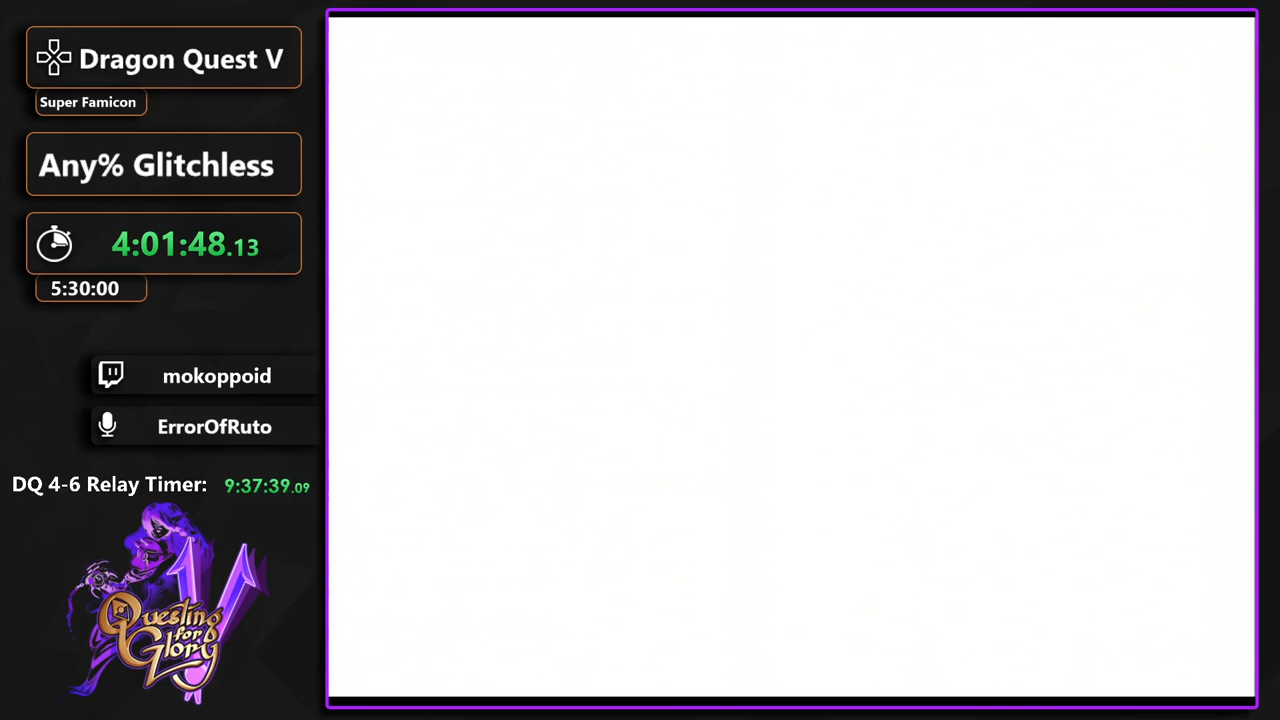 Dragon Quest V
Super Famicon
Any% Glitchless
4:01:48.13
5:30:00
mokoppoid
ErrorOfRuto
DQ 4-6 Relay Timer: 9:37:39.09
Questing
for
Glory
V